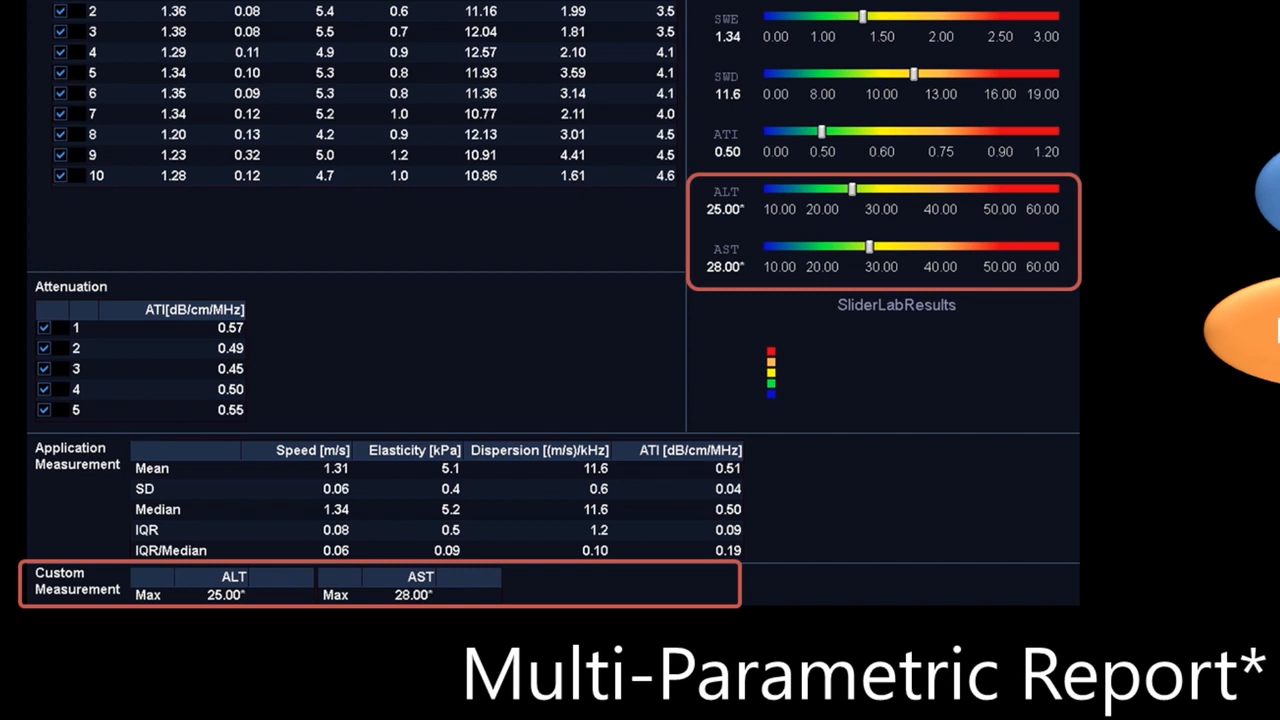 2 1.36 0.08 5.4 0.6 11.16 1.99 3.5
3 1.38 0.08 5.5 0.7 12.04 1.81 3.5
4 1.29 0.11 4.9 0.9 12.57 2.10 4.1
5 1.34 0.10 5.3 0.8 11.93 3.59 4.1
6 1.35 0.09 5.3 0.8 11.36 3.14 4.1
7 1.34 0.12 5.2 1.0 10.77 2.11 4.0
8 1.20 0.13 4.2 0.9 12.13 3.01 4.5
9 1.23 0.32 5.0 1.2 10.91 4.41 4.5
10 1.28 0.12 4.7 1.0 10.86 1.61 4.6
SWE
1.34 0.00 1.00 1.50 2.00 2.50 3.00
SWD
11.6 0.00 8.00 10.00 13.00 16.00 19.00
ATI
0.50 0.00 0.50 0.60 0.75 0.90 1.20
ALT
25.00* 10.00 20.00 30.00 40.00 50.00 60.00
AST
28.00* 10.00 20.00 30.00 40.00 50.00 60.00
SliderLabResults
Attenuation
ATI[dB/cm/MHz]
1 0.57
2 0.49
3 0.45
4 0.50
5 0.55
Application
Measurement
Speed [m/s] Elasticity [kPa] Dispersion [(m/s)/kHz] ATI [dB/cm/MHz]
Mean 1.31 5.1 11.6 0.51
SD 0.06 0.4 0.6 0.04
Median 1.34 5.2 11.6 0.50
IQR 0.08 0.5 1.2 0.09
IQR/Median 0.06 0.09 0.10 0.19
Custom
Measurement
ALT AST
Max 25.00* Max 28.00*
Multi-Parametric Report*